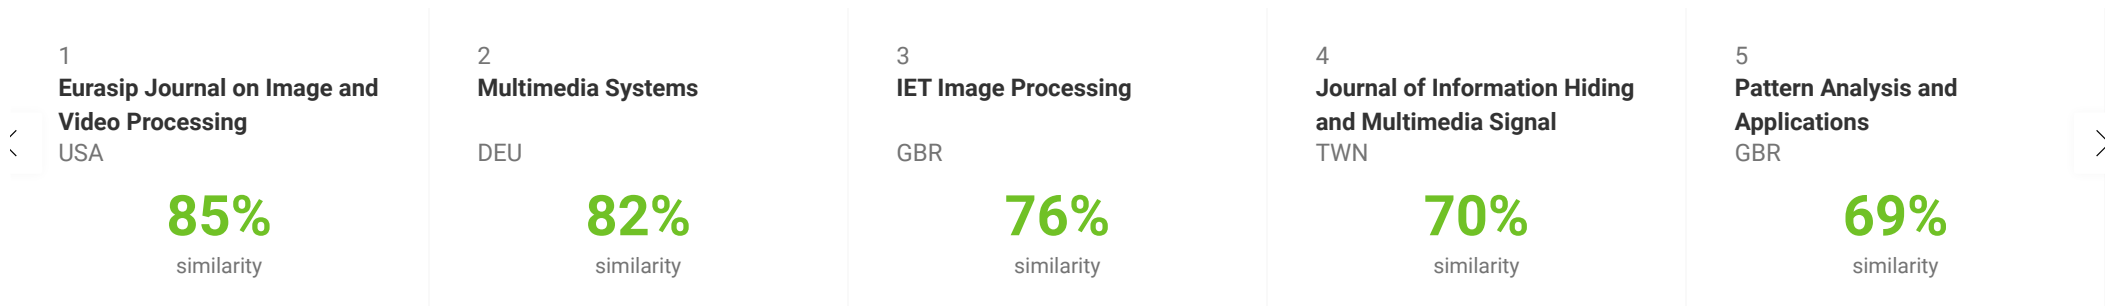 1
Eurasip Journal on Image and
Video Processing
USA
85%
similarity
2
Multimedia Systems
DEU
82%
similarity
3
IET Image Processing
GBR
76%
similarity
4
Journal of Information Hiding
and Multimedia Signal
TWN
70%
similarity
5
Pattern Analysis and
Applications
GBR
69%
similarity